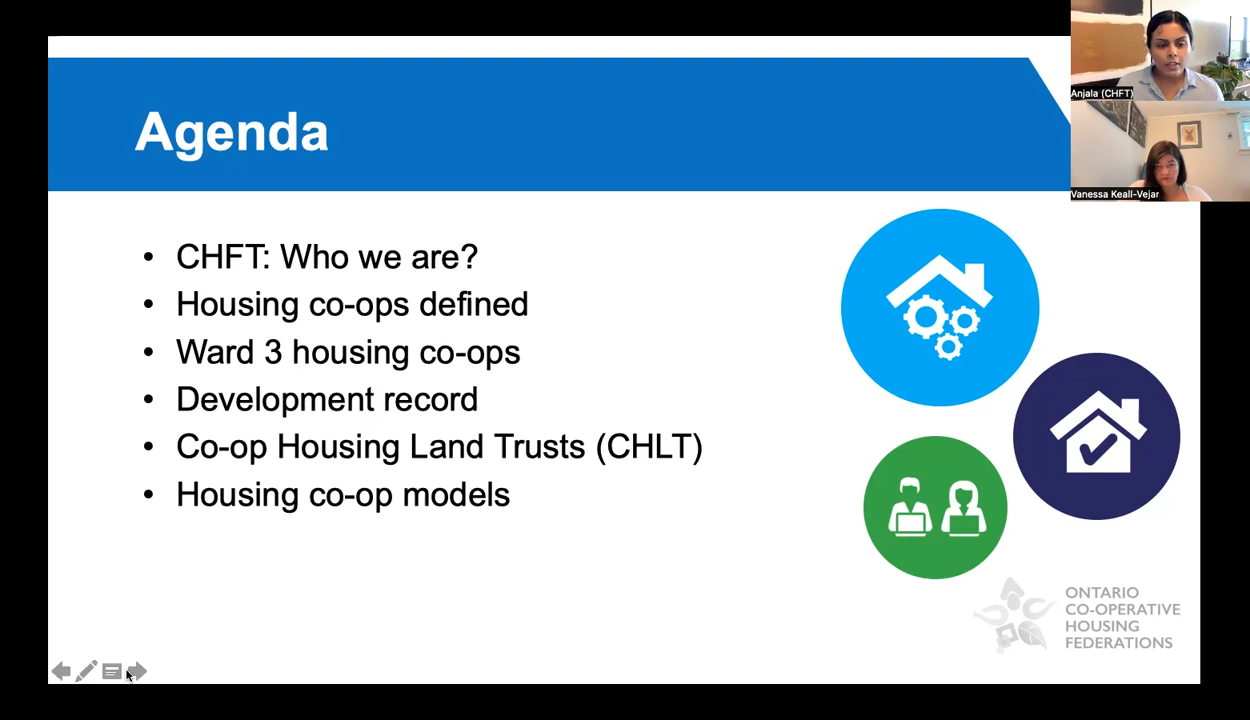 Agenda
• CHFT: Who we are?
• Housing co-ops defined
• Ward 3 housing co-ops
• Development record
• Co-op Housing Land Trusts (CHLT)
• Housing co-op models
Anjala (CHFT)
Vanessa Keall-Vejar
ONTARIO
CO-OPERATIVE
HOUSING
FEDERATIONS